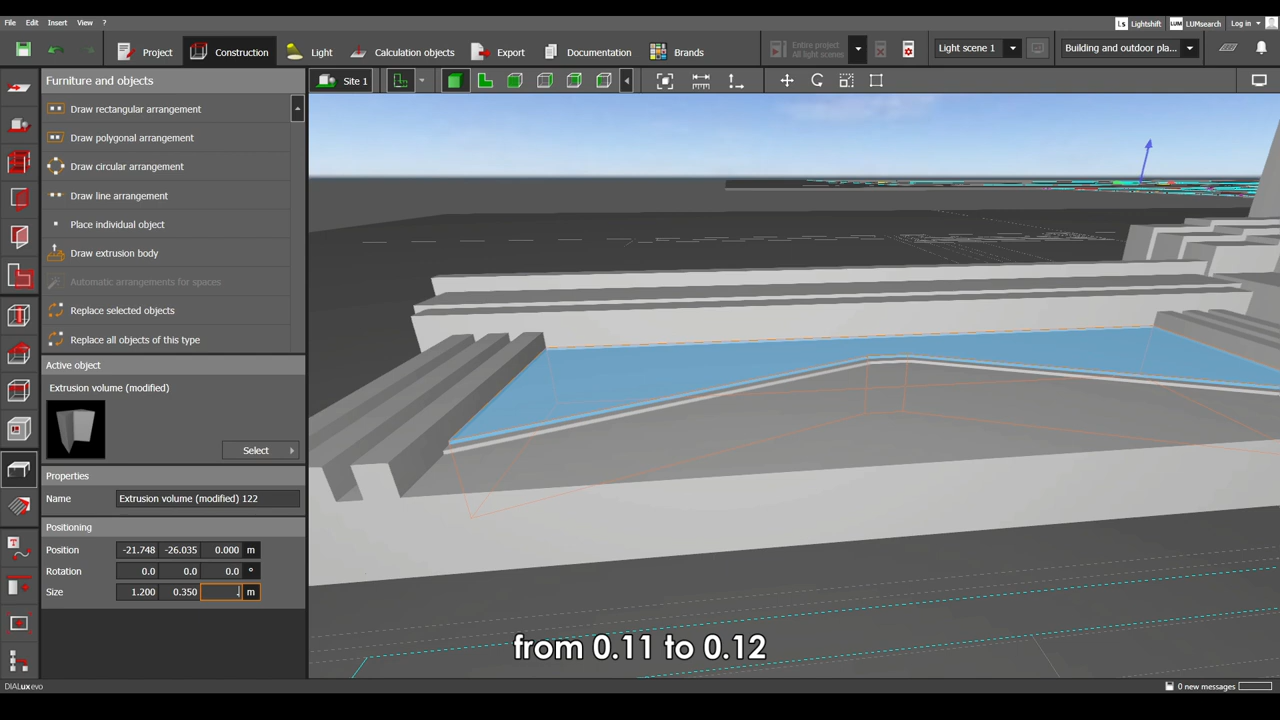 File Edit Insert View ? Ls Lightshift LUM LUMsearch Log in
Project Construction Light Calculation objects Export Documentation Brands Entire project All light scenes Light scene 1 Building and outdoor pla...
Furniture and objects
Site 1
Draw rectangular arrangement
Draw polygonal arrangement
Draw circular arrangement
Draw line arrangement
Place individual object
Draw extrusion body
Automatic arrangements for spaces
Replace selected objects
Replace all objects of this type
Active object
Extrusion volume (modified)
Select
Properties
Name Extrusion volume (modified) 122
Positioning
Position -21.748 -26.035 0.000 m
Rotation 0.0 0.0 0.0 °
Size 1.200 0.350 . m
from 0.11 to 0.12
DIALux evo 0 new messages